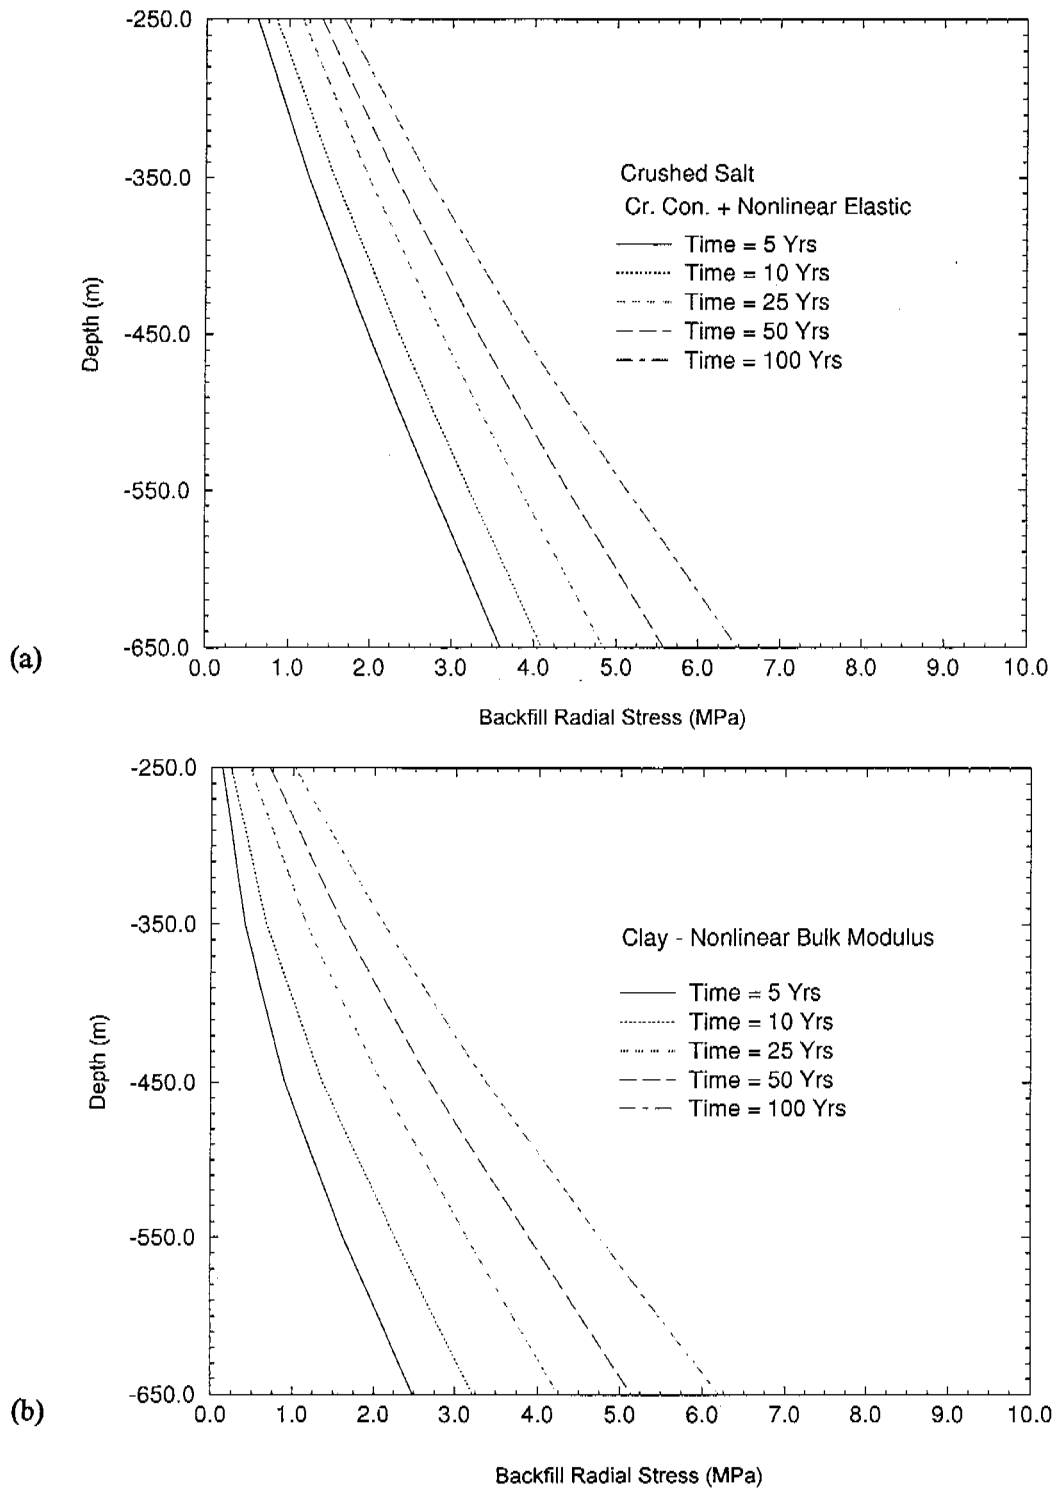 -250.0
-350.0
-450.0
-550.0
-650.0
Depth (m)
Crushed Salt
Cr. Con. + Nonlinear Elastic
Time = 5 Yrs
Time = 10 Yrs
Time = 25 Yrs
Time = 50 Yrs
Time = 100 Yrs
(a)
0.0 1.0 2.0 3.0 4.0 5.0 6.0 7.0 8.0 9.0 10.0
Backfill Radial Stress (MPa)
-250.0
-350.0
-450.0
-550.0
-650.0
Depth (m)
Clay - Nonlinear Bulk Modulus
Time = 5 Yrs
Time = 10 Yrs
Time = 25 Yrs
Time = 50 Yrs
Time = 100 Yrs
(b)
0.0 1.0 2.0 3.0 4.0 5.0 6.0 7.0 8.0 9.0 10.0
Backfill Radial Stress (MPa)